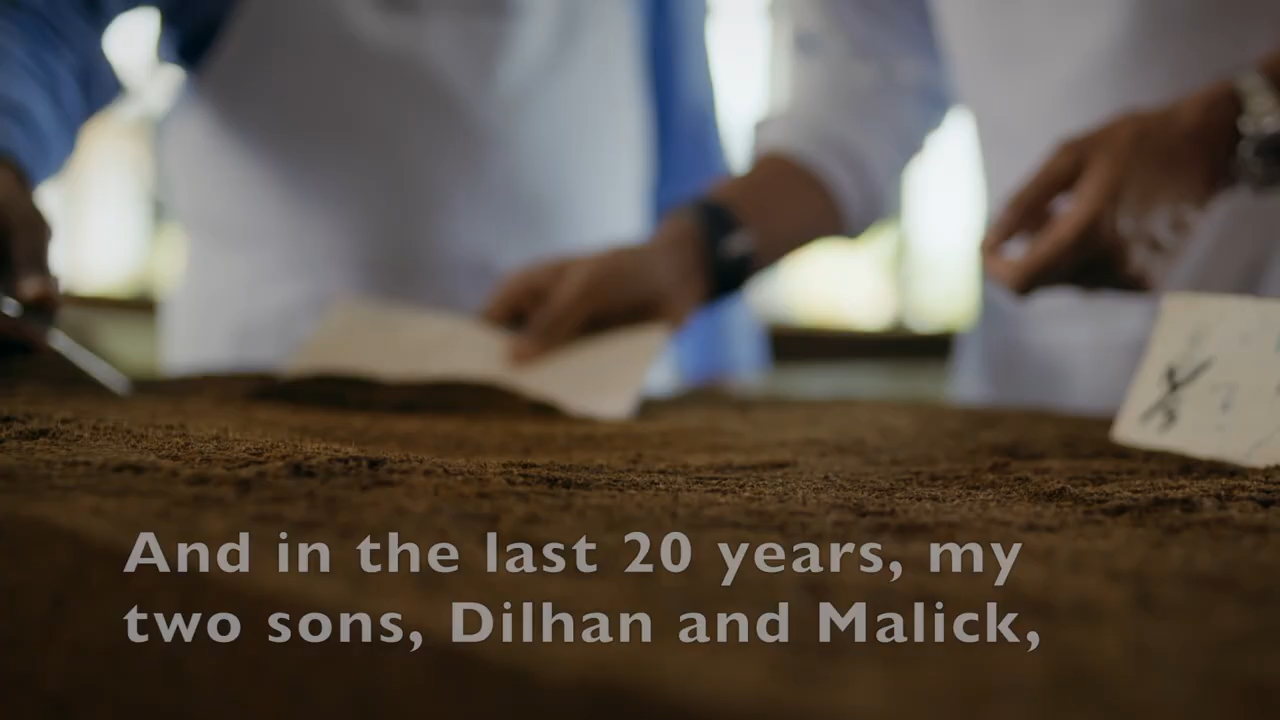 And in the last 20 years, my
two sons, Dilhan and Malick,